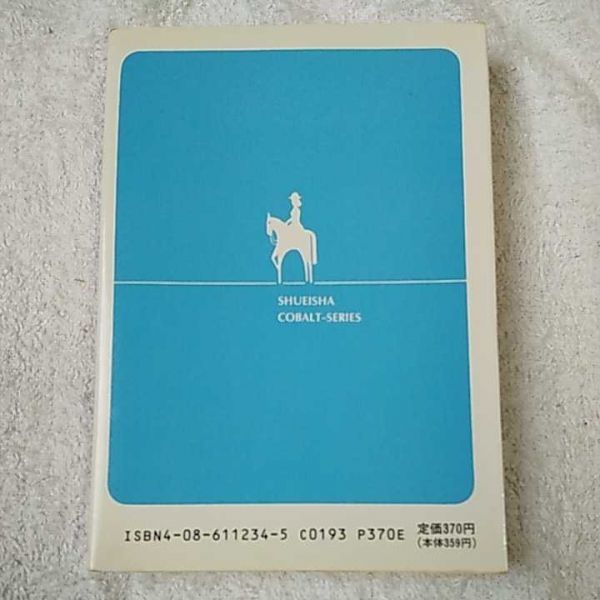 SHUEISHA
COBALT-SERIES
ISBN4-08-611234-5 C0193 P370E 定価370円
(本体359円)